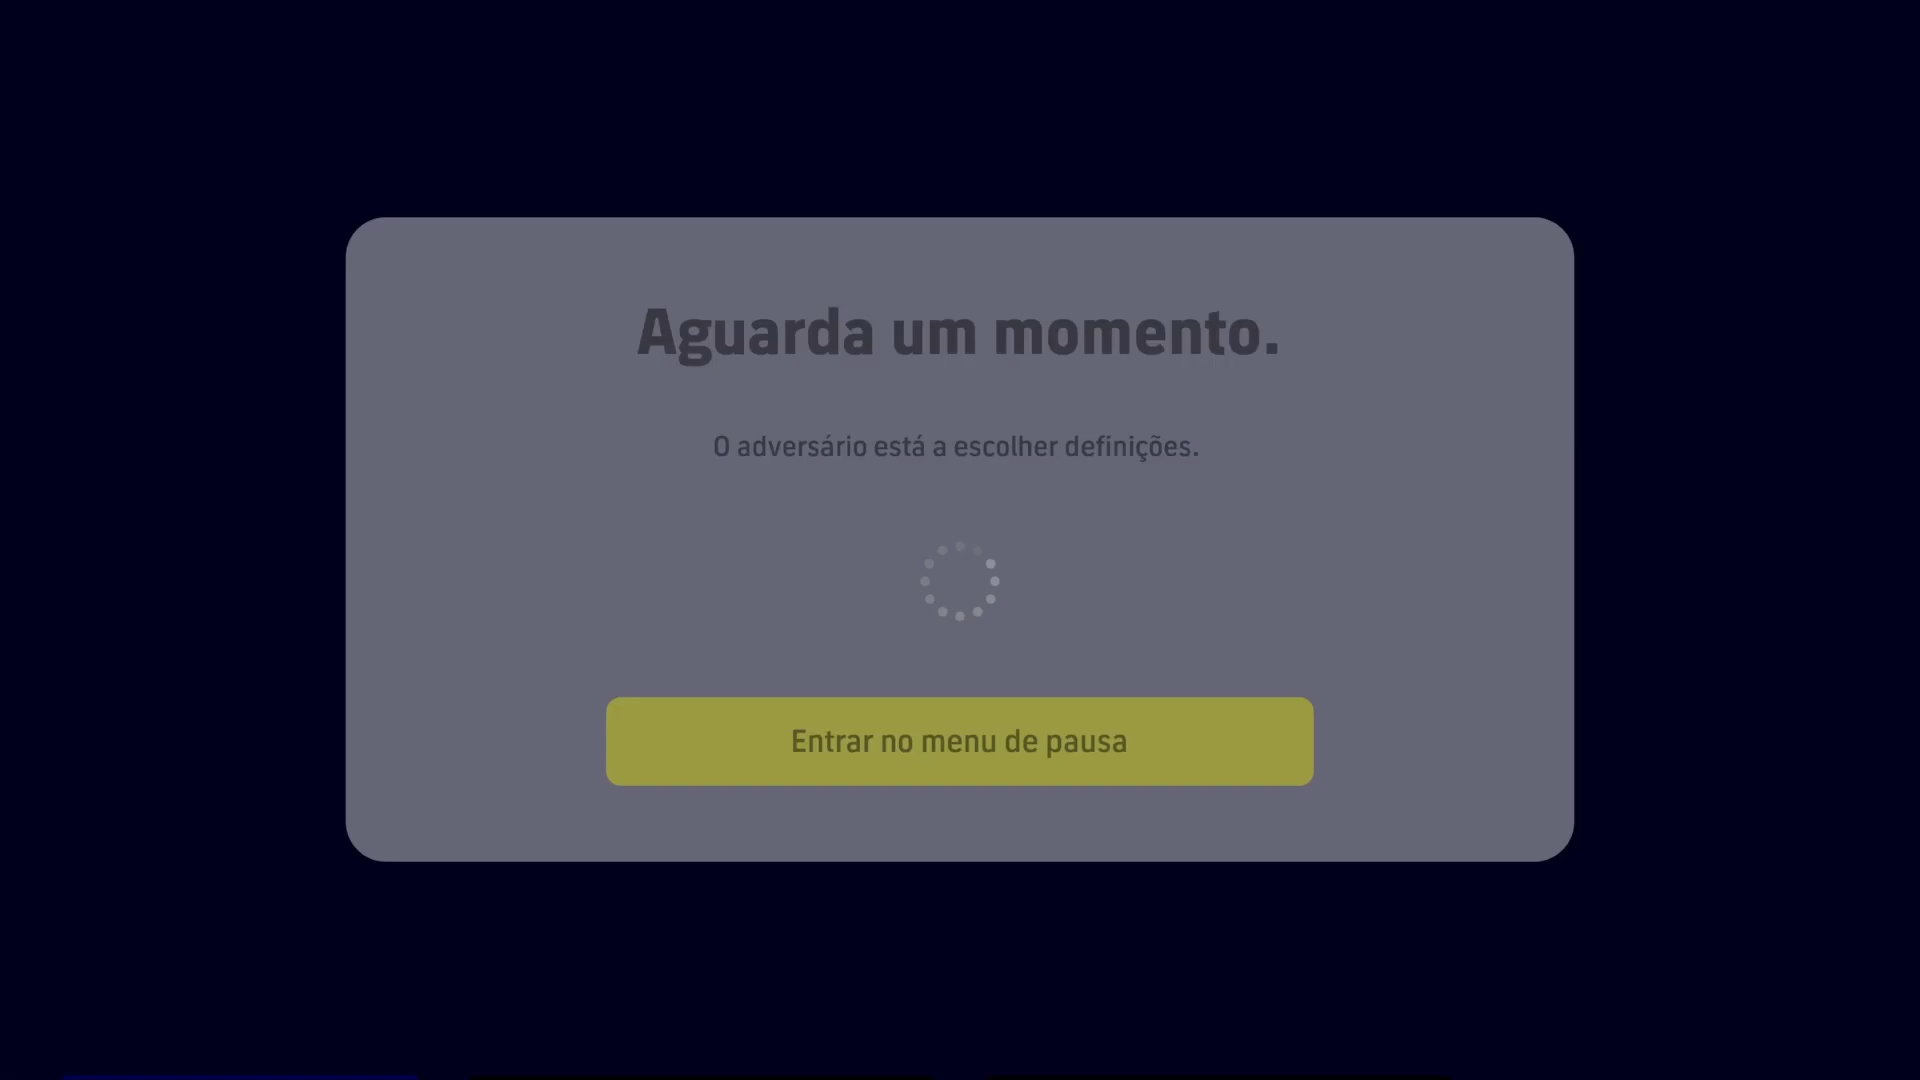 Aguarda um momento.
O adversário está a escolher definições.
Entrar no menu de pausa